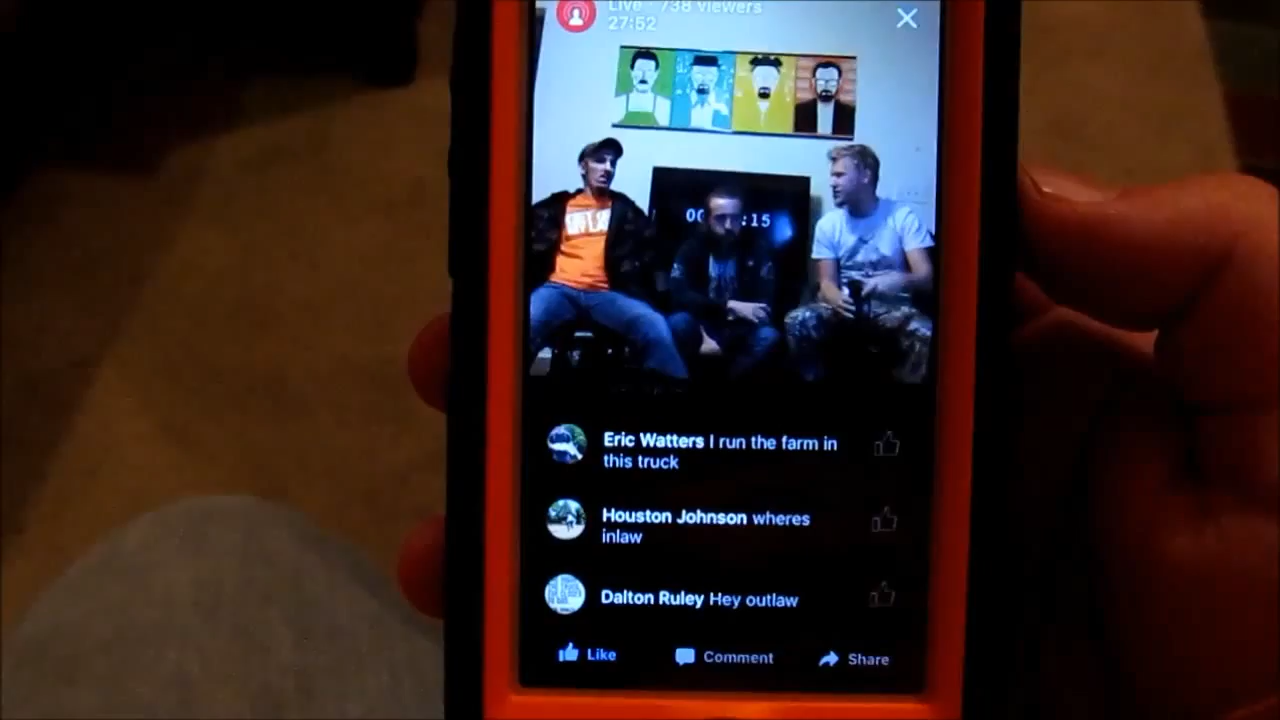 Live · 738 viewers
27:52
:15
Eric Watters I run the farm in
this truck
Houston Johnson wheres
inlaw
Dalton Ruley Hey outlaw
Like Comment Share